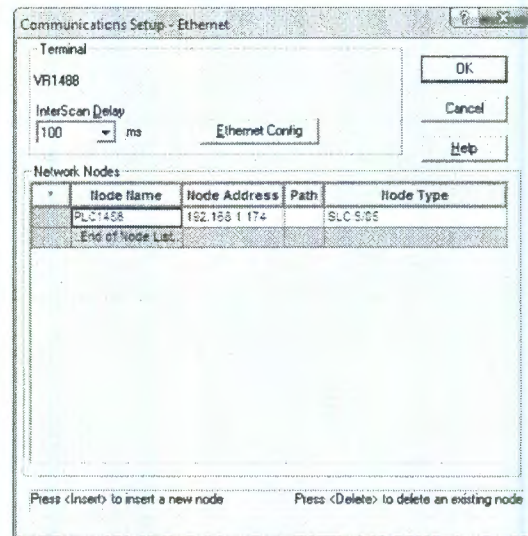 Communications Setup - Ethernet
Terminal
VR1488
InterScan Delay
100 ms
Ethernet Config
OK
Cancel
Help
Network Nodes
* Node Name Node Address Path Node Type
PLC1488 192.168.1.174 SLC 5/05
..End of Node List..
Press <Insert> to insert a new node
Press <Delete> to delete an existing node